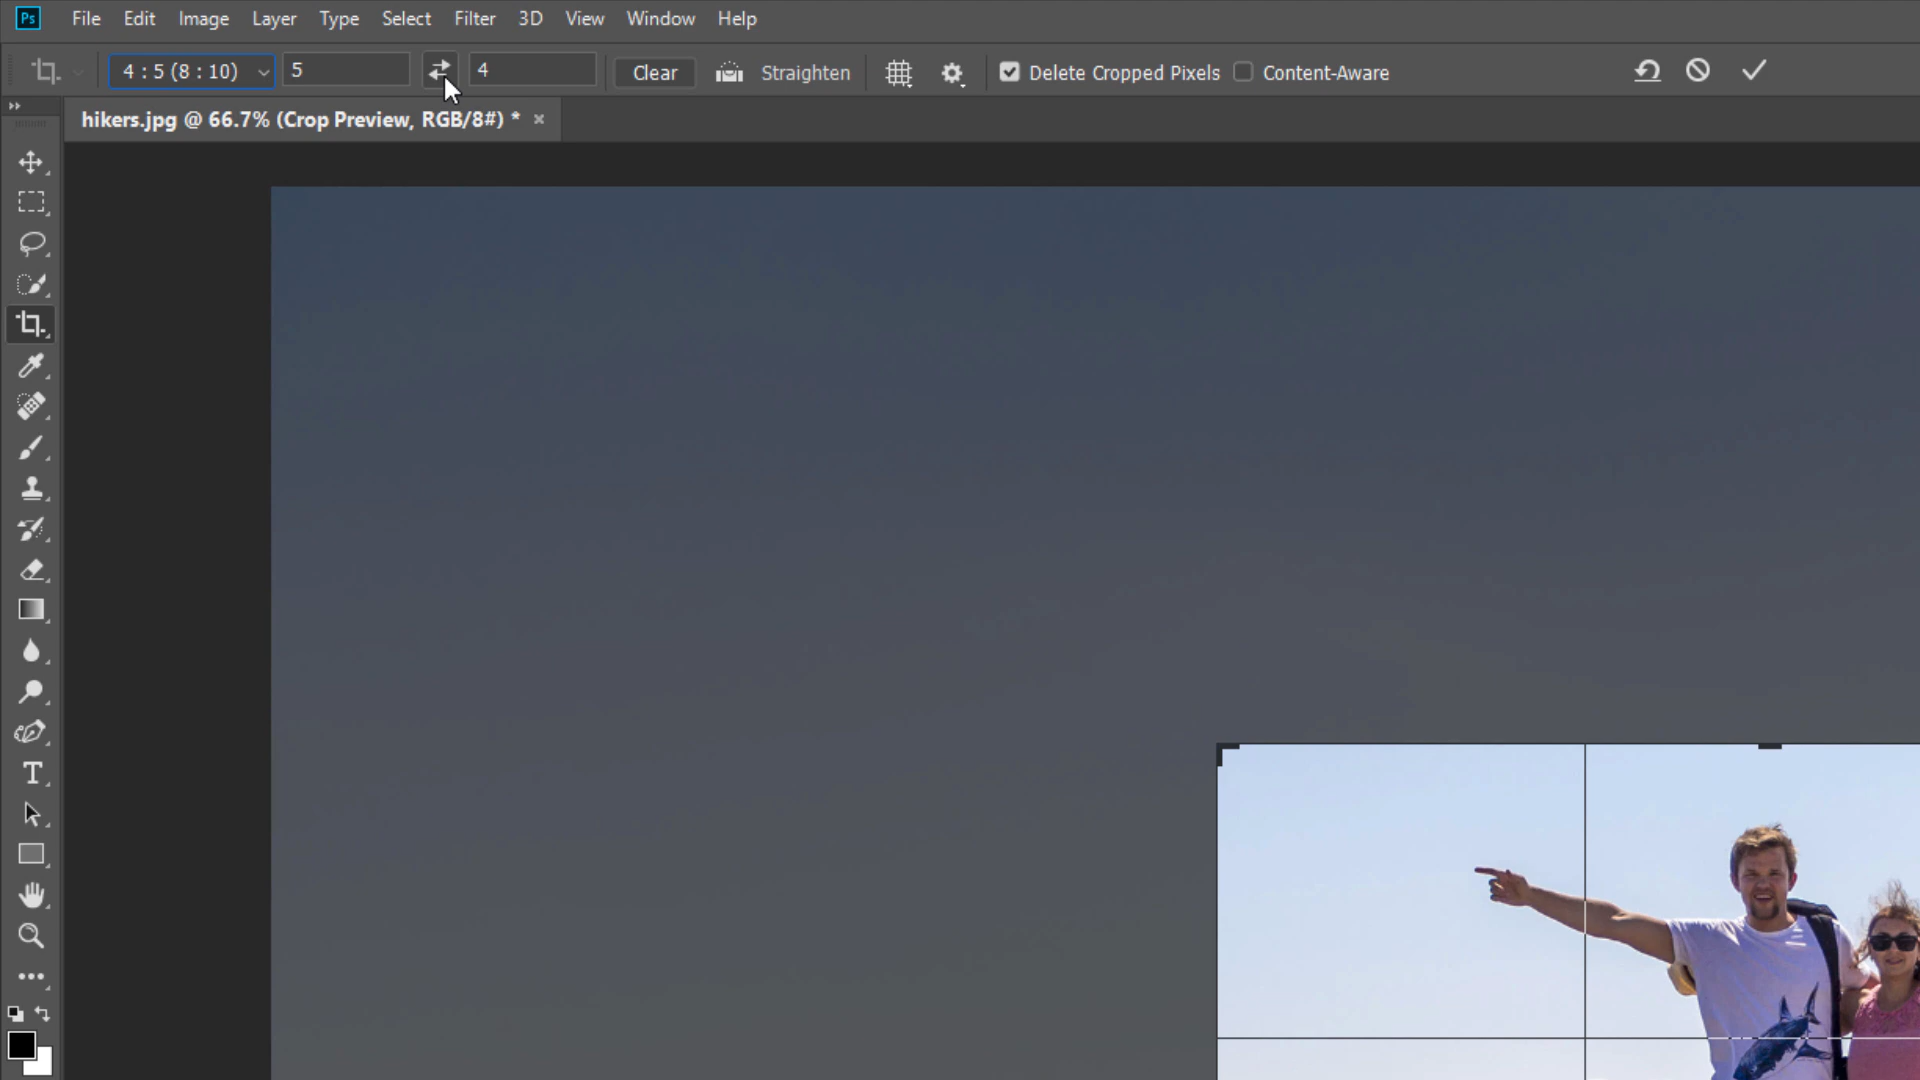 Ps File Edit Image Layer Type Select Filter 3D View Window Help
4 : 5 (8 : 10) 5 4 Clear Straighten Delete Cropped Pixels Content-Aware
hikers.jpg @ 66.7% (Crop Preview, RGB/8#) * ×
T